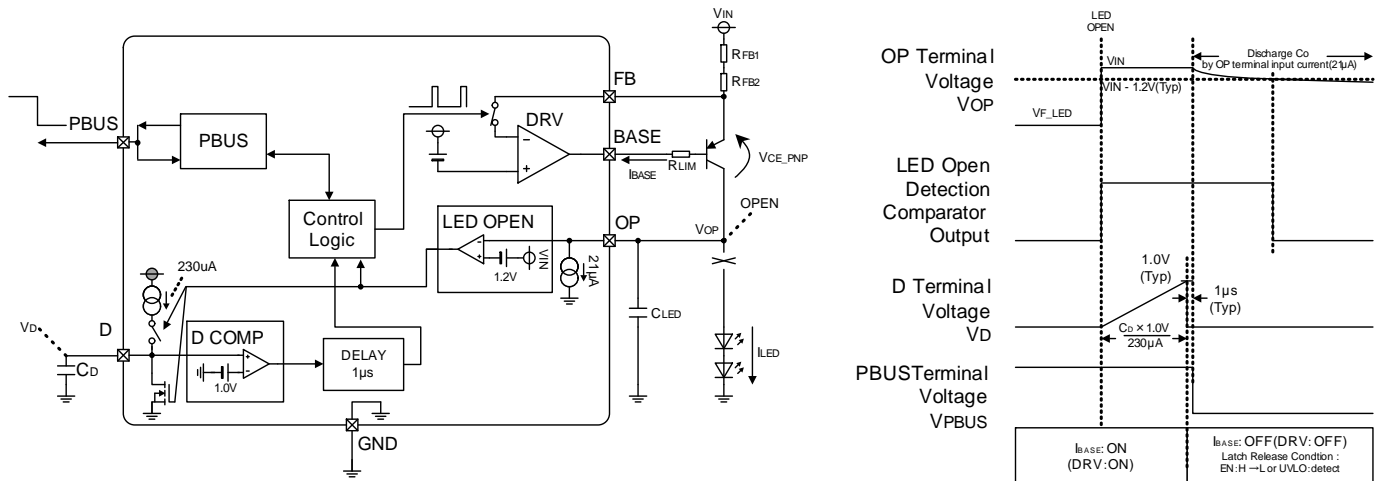 VIN
RFB1
RFB2
FB
DRV
PBUS
PBUS
BASE
RLIM
IBASE
VCE_PNP
Control
Logic
LED OPEN
OP
VOP
OPEN
VIN
1.2V
21μA
230uA
VD
D
D COMP
CD
1.0V
DELAY
1μs
CLED
ILED
GND
LED
OPEN
OP Terminal
Voltage
VOP
VIN
Discharge Co
by OP terminal input current(21μA)
VIN - 1.2V(Typ)
VF_LED
LED Open
Detection
Comparator
Output
D Terminal
Voltage
VD
1.0V
(Typ)
1μs
(Typ)
CD × 1.0V
230μA
PBUSTerminal
Voltage
VPBUS
IBASE: ON
(DRV:ON)
IBASE: OFF(DRV: OFF)
Latch Release Condtion :
EN:H →L or UVLO:detect